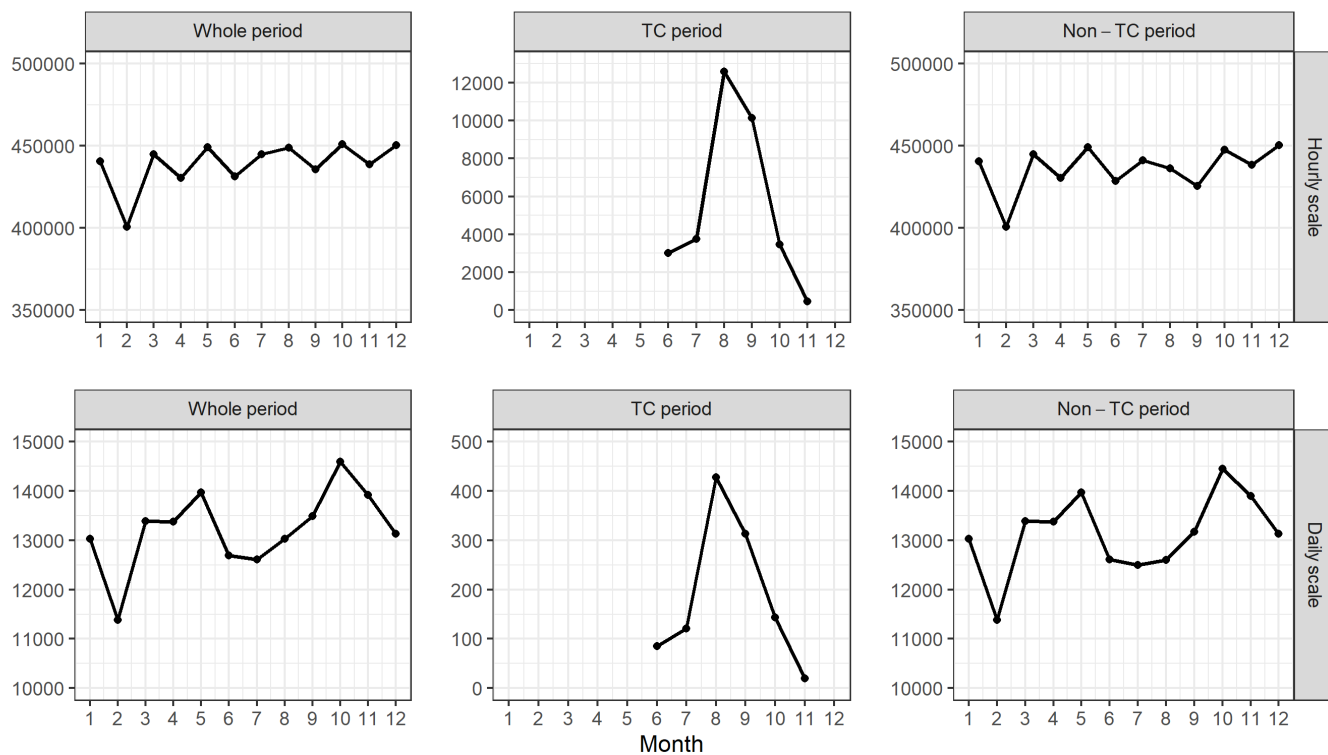 Whole period
TC period
Non – TC period
500000
450000
400000
350000
12000
10000
8000
6000
4000
2000
0
500000
450000
400000
350000
Hourly scale
1 2 3 4 5 6 7 8 9 10 11 12
1 2 3 4 5 6 7 8 9 10 11 12
1 2 3 4 5 6 7 8 9 10 11 12
Whole period
TC period
Non – TC period
15000
14000
13000
12000
11000
10000
500
400
300
200
100
0
15000
14000
13000
12000
11000
10000
Daily scale
1 2 3 4 5 6 7 8 9 10 11 12
1 2 3 4 5 6 7 8 9 10 11 12
1 2 3 4 5 6 7 8 9 10 11 12
Month